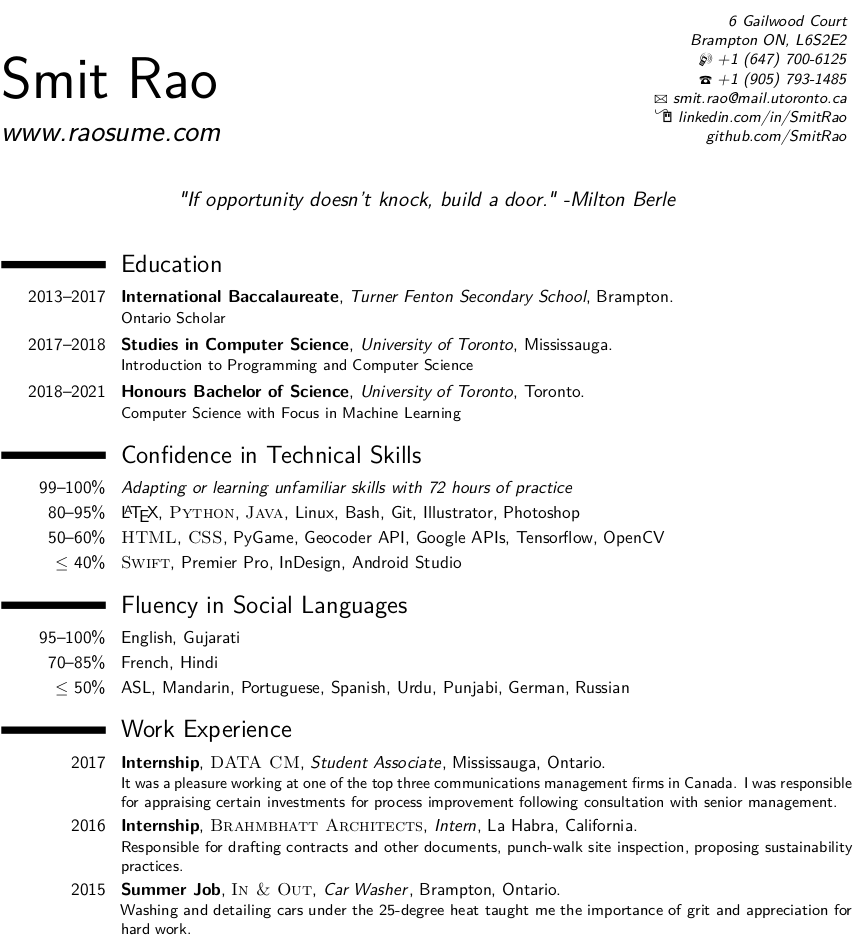 6 Gailwood Court
Brampton ON, L6S2E2
+1 (647) 700-6125
☎ +1 (905) 793-1485
✉ smit.rao@mail.utoronto.ca
linkedin.com/in/SmitRao
github.com/SmitRao
Smit Rao
www.raosume.com
"If opportunity doesn't knock, build a door." -Milton Berle
Education
2013–2017 International Baccalaureate, Turner Fenton Secondary School, Brampton.
Ontario Scholar
2017–2018 Studies in Computer Science, University of Toronto, Mississauga.
Introduction to Programming and Computer Science
2018–2021 Honours Bachelor of Science, University of Toronto, Toronto.
Computer Science with Focus in Machine Learning
Confidence in Technical Skills
99–100% Adapting or learning unfamiliar skills with 72 hours of practice
80–95% LATEX, Python, Java, Linux, Bash, Git, Illustrator, Photoshop
50–60% HTML, CSS, PyGame, Geocoder API, Google APIs, Tensorflow, OpenCV
≤ 40% Swift, Premier Pro, InDesign, Android Studio
Fluency in Social Languages
95–100% English, Gujarati
70–85% French, Hindi
≤ 50% ASL, Mandarin, Portuguese, Spanish, Urdu, Punjabi, German, Russian
Work Experience
2017 Internship, DATA CM, Student Associate, Mississauga, Ontario.
It was a pleasure working at one of the top three communications management firms in Canada. I was responsible
for appraising certain investments for process improvement following consultation with senior management.
2016 Internship, Brahmbhatt Architects, Intern, La Habra, California.
Responsible for drafting contracts and other documents, punch-walk site inspection, proposing sustainability
practices.
2015 Summer Job, In & Out, Car Washer, Brampton, Ontario.
Washing and detailing cars under the 25-degree heat taught me the importance of grit and appreciation for
hard work.